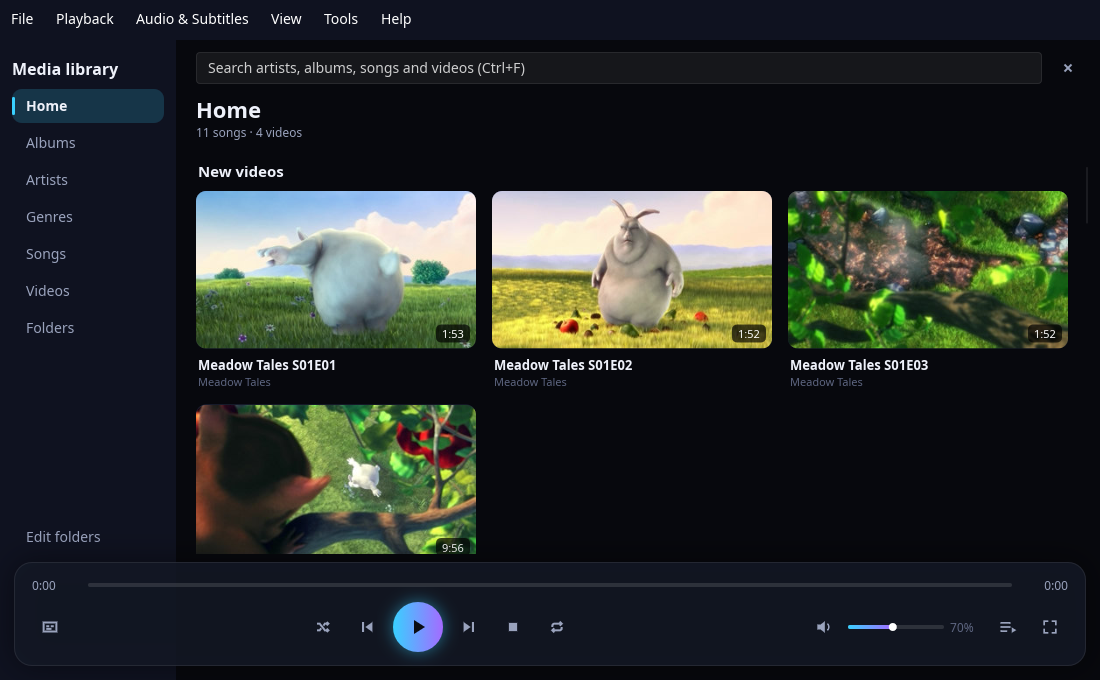 File Playback Audio & Subtitles View Tools Help
Media library
Home
Albums
Artists
Genres
Songs
Videos
Folders
Edit folders
Search artists, albums, songs and videos (Ctrl+F)
Home
11 songs · 4 videos
New videos
1:53
1:52
1:52
Meadow Tales S01E01
Meadow Tales
Meadow Tales S01E02
Meadow Tales
Meadow Tales S01E03
Meadow Tales
9:56
0:00
0:00
70%